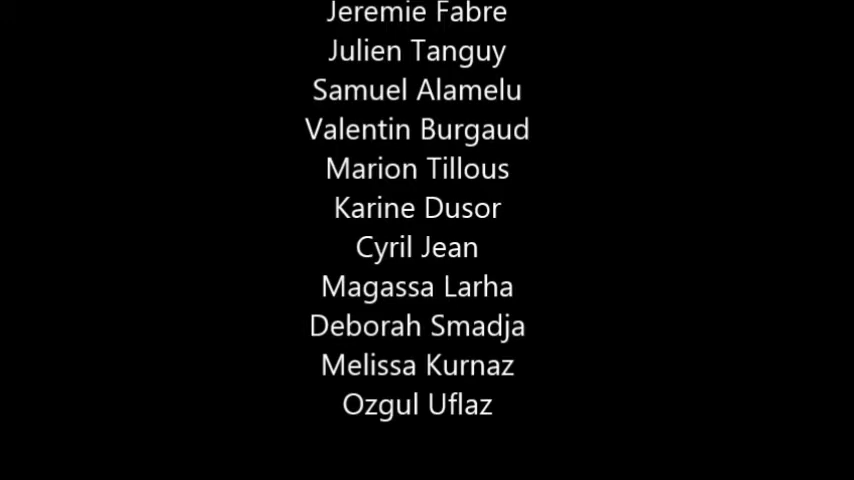 Jeremie Fabre
Julien Tanguy
Samuel Alamelu
Valentin Burgaud
Marion Tillous
Karine Dusor
Cyril Jean
Magassa Larha
Deborah Smadja
Melissa Kurnaz
Ozgul Uflaz